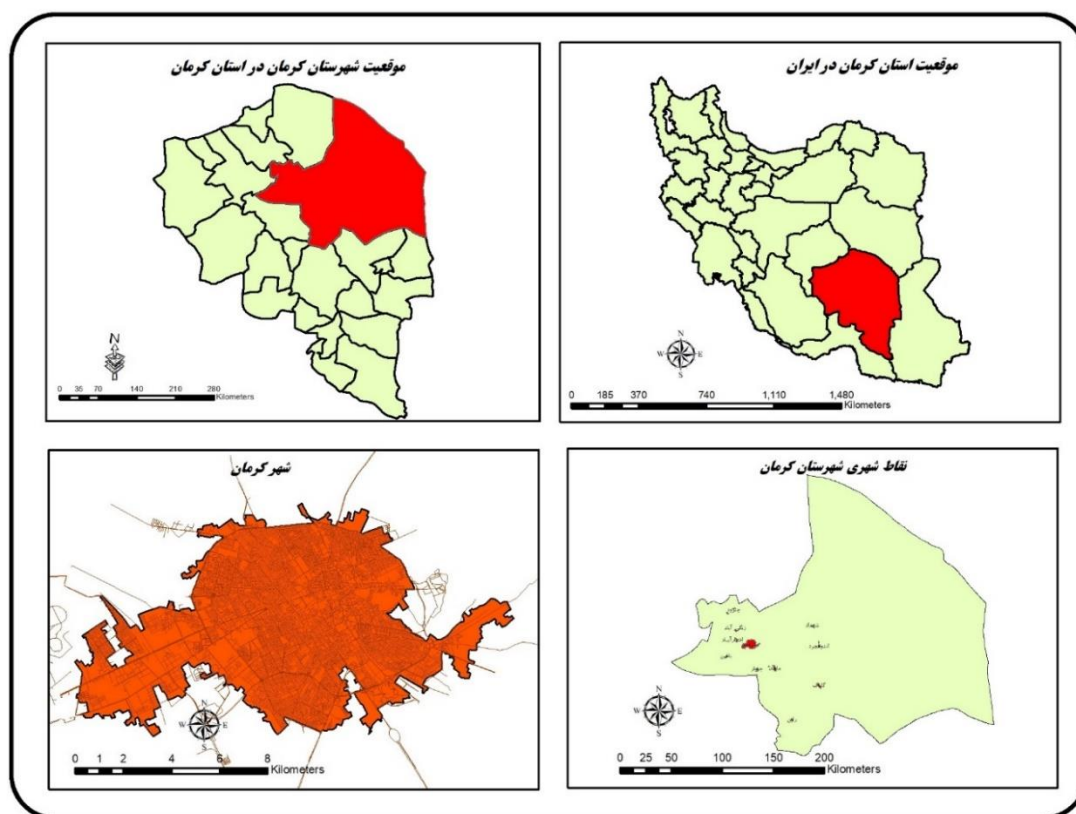 موقعیت استان کرمان در ایران
N
W E
S
0 185 370 740 1,110 1,480
Kilometers
موقعیت شهرستان کرمان در استان کرمان
N
0 35 70 140 210 280
Kilometers
نقاط شهری شهرستان کرمان
N
W E
S
0 25 50 100 150 200
Kilometers
شهر کرمان
N
W E
S
0 1 2 4 6 8
Kilometers